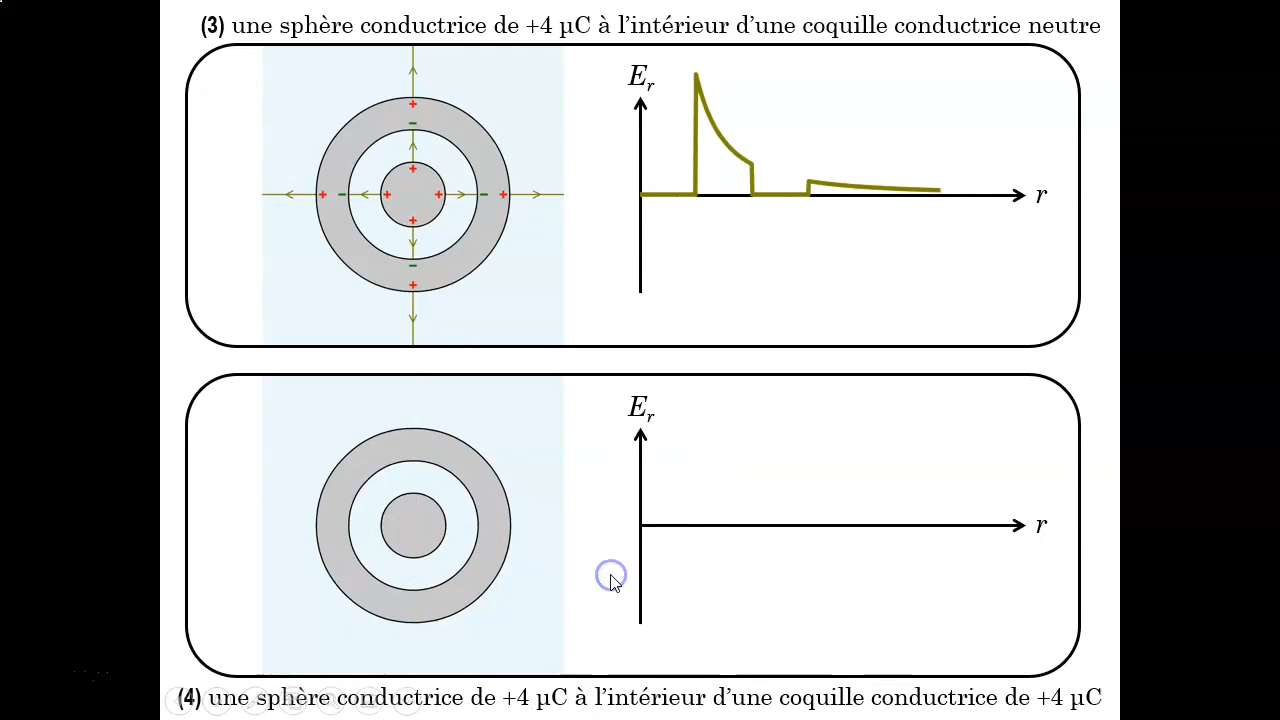 (3) une sphère conductrice de +4 µC à l’intérieur d’une coquille conductrice neutre
E_r
r
+
−
+
+ − + + − +
+
−
+
E_r
r
(4) une sphère conductrice de +4 µC à l’intérieur d’une coquille conductrice de +4 µC